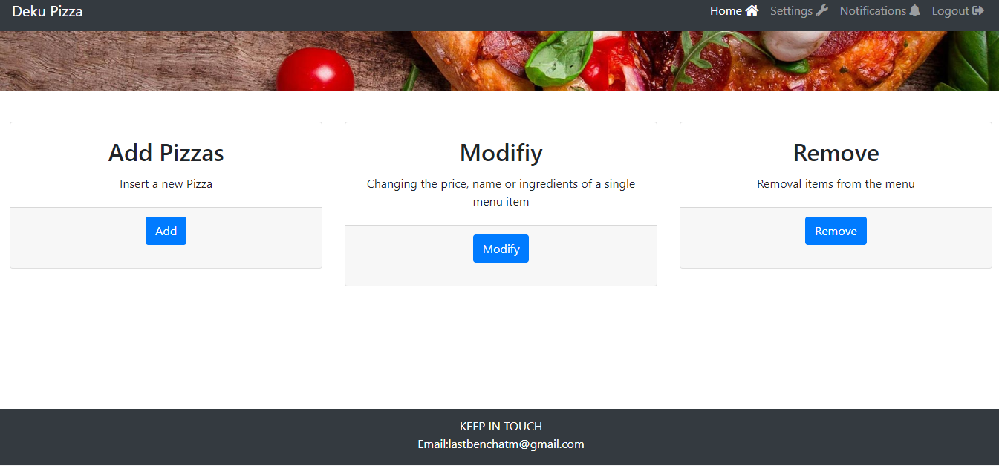 Deku Pizza
Home Settings Notifications Logout
Add Pizzas
Insert a new Pizza
Add
Modifiy
Changing the price, name or ingredients of a single
menu item
Modify
Remove
Removal items from the menu
Remove
KEEP IN TOUCH
Email:lastbenchatm@gmail.com